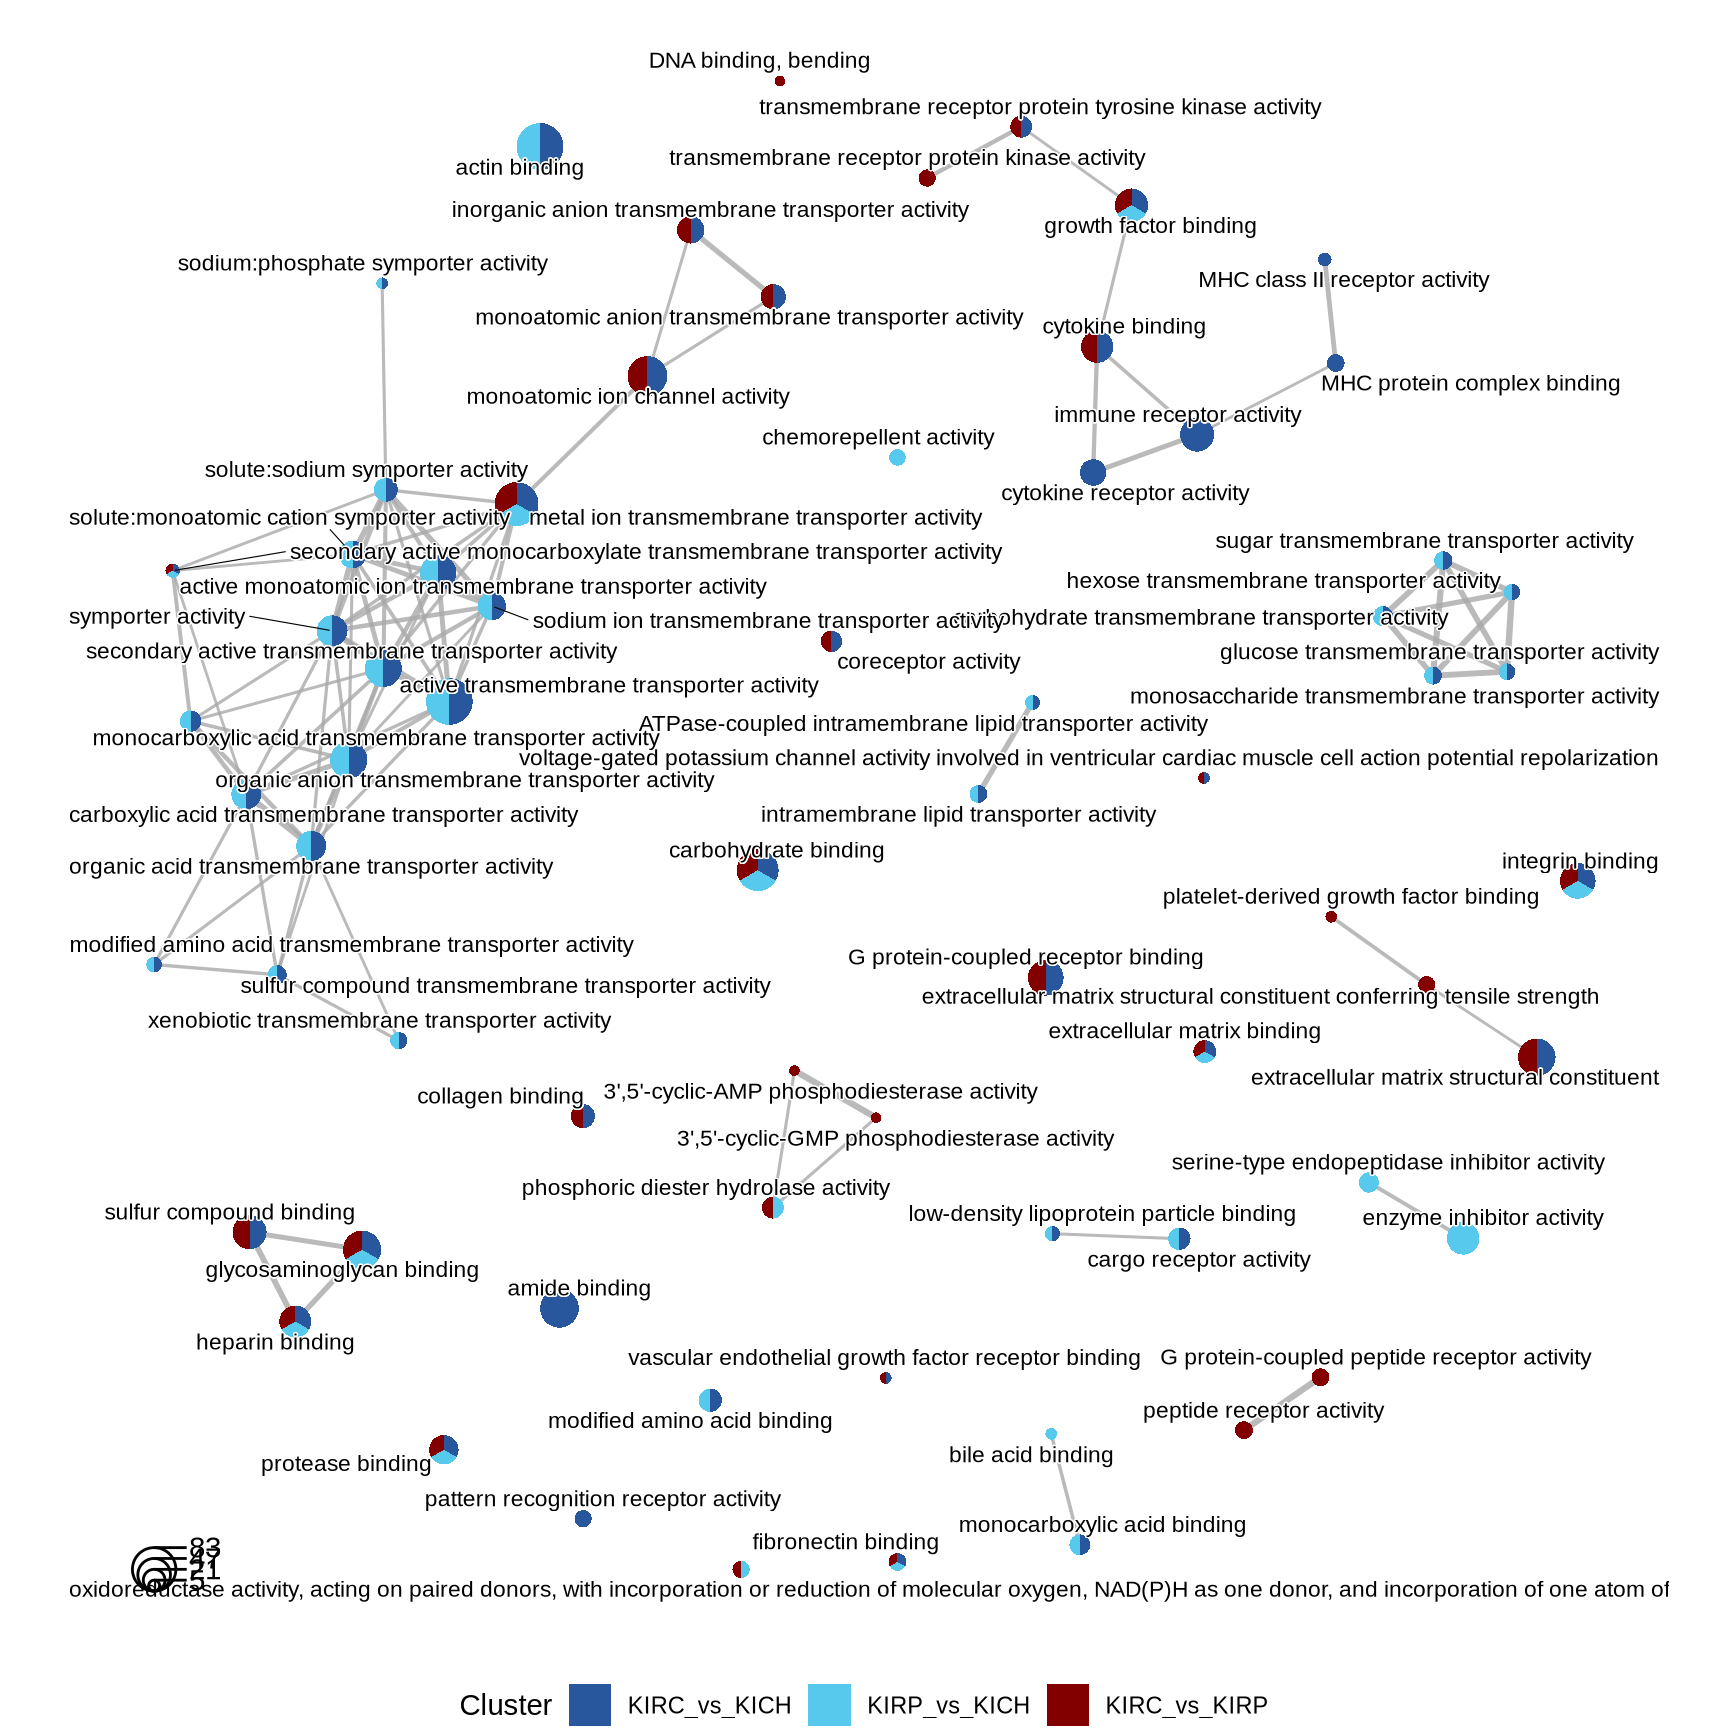 DNA binding, bending
transmembrane receptor protein tyrosine kinase activity
actin binding
transmembrane receptor protein kinase activity
inorganic anion transmembrane transporter activity
growth factor binding
sodium:phosphate symporter activity
MHC class II receptor activity
monoatomic anion transmembrane transporter activity
cytokine binding
MHC protein complex binding
monoatomic ion channel activity
immune receptor activity
chemorepellent activity
solute:sodium symporter activity
cytokine receptor activity
solute:monoatomic cation symporter activity
metal ion transmembrane transporter activity
sugar transmembrane transporter activity
secondary active monocarboxylate transmembrane transporter activity
hexose transmembrane transporter activity
active monoatomic ion transmembrane transporter activity
symporter activity
sodium ion transmembrane transporter activity
transmembrane transporter activity
secondary active transmembrane transporter activity
coreceptor activity
glucose transmembrane transporter activity
active transmembrane transporter activity
monosaccharide transmembrane transporter activity
ATPase-coupled intramembrane lipid transporter activity
monocarboxylic acid transmembrane transporter activity
voltage-gated potassium channel activity involved in ventricular cardiac muscle cell action potential repolarization
organic anion transmembrane transporter activity
carboxylic acid transmembrane transporter activity
intramembrane lipid transporter activity
carbohydrate binding
integrin binding
organic acid transmembrane transporter activity
platelet-derived growth factor binding
modified amino acid transmembrane transporter activity
G protein-coupled receptor binding
sulfur compound transmembrane transporter activity
extracellular matrix structural constituent conferring tensile strength
xenobiotic transmembrane transporter activity
extracellular matrix binding
extracellular matrix structural constituent
collagen binding
3',5'-cyclic-AMP phosphodiesterase activity
3',5'-cyclic-GMP phosphodiesterase activity
serine-type endopeptidase inhibitor activity
phosphoric diester hydrolase activity
sulfur compound binding
low-density lipoprotein particle binding
enzyme inhibitor activity
cargo receptor activity
glycosaminoglycan binding
amide binding
heparin binding
vascular endothelial growth factor receptor binding
G protein-coupled peptide receptor activity
peptide receptor activity
modified amino acid binding
bile acid binding
protease binding
pattern recognition receptor activity
monocarboxylic acid binding
fibronectin binding
83
21
oxidoreductase activity, acting on paired donors, with incorporation or reduction of molecular oxygen, NAD(P)H as one donor, and incorporation of one atom of
Cluster KIRC_vs_KICH KIRP_vs_KICH KIRC_vs_KIRP